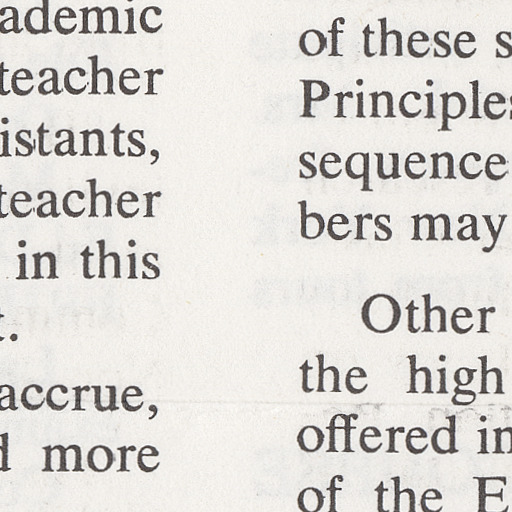 ademic
teacher
istants,
teacher
in this
t.
accrue,
d more
of these s
Principles
sequence
bers may
Other
the high
offered in
of the E